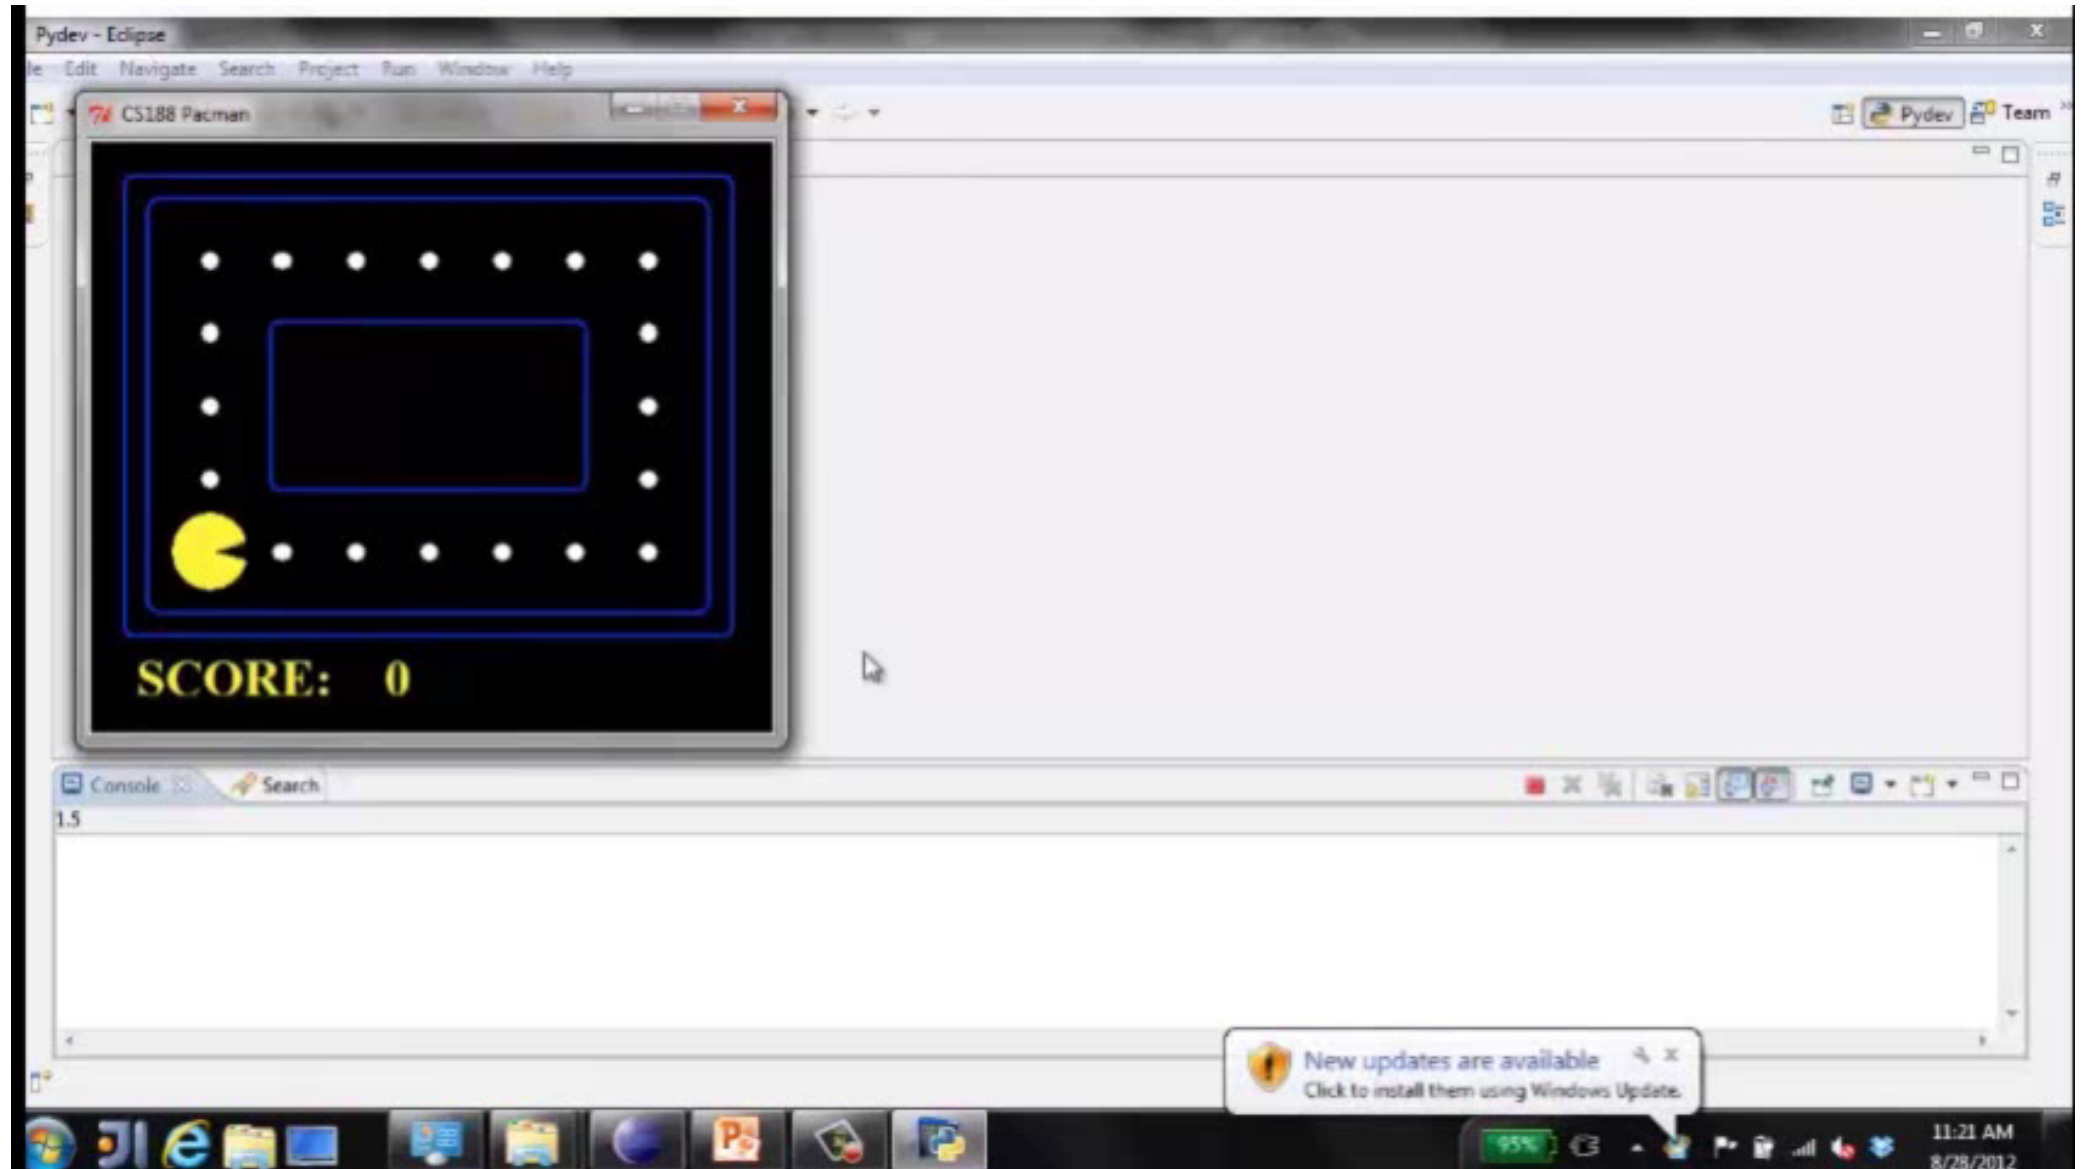 Pydev - Eclipse
le Edit Navigate Search Project Run Window Help
CS188 Pacman
Pydev
Team
SCORE: 0
Console
Search
1.5
New updates are available
Click to install them using Windows Update.
95%
11:21 AM
8/28/2012